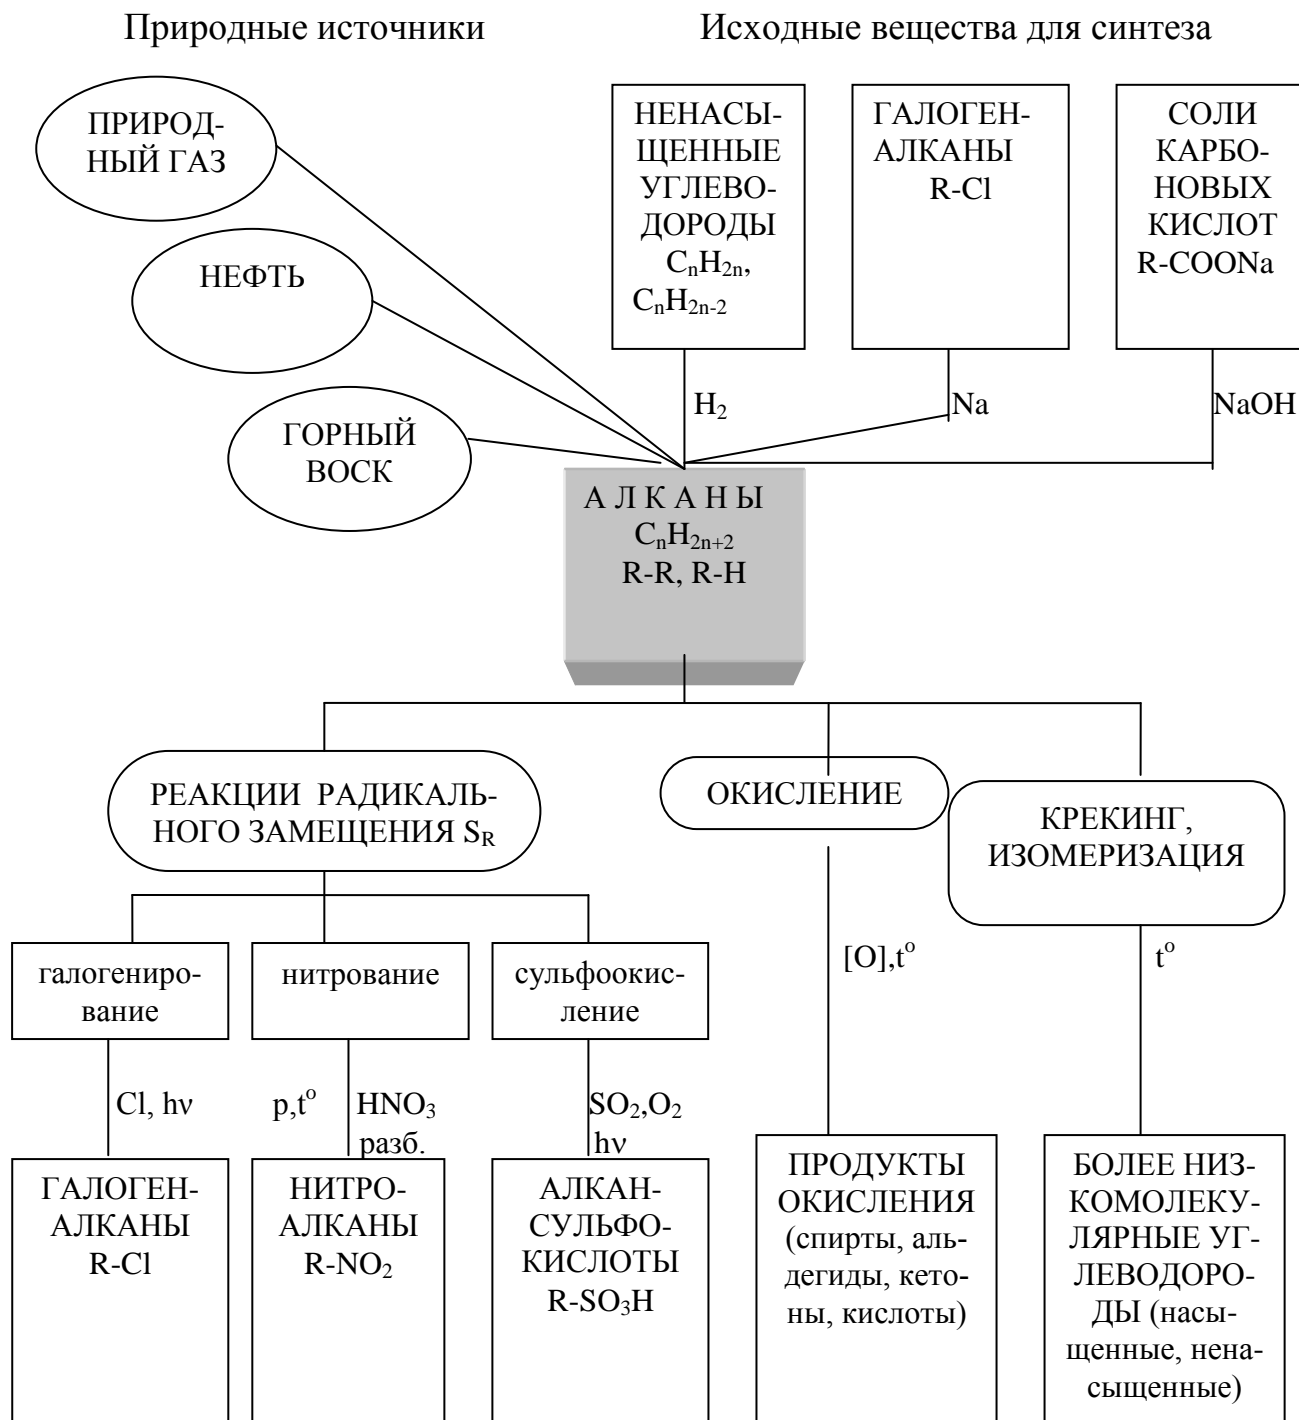 Природные источники
Исходные вещества для синтеза
ПРИРОД-
НЫЙ ГАЗ
НЕФТЬ
ГОРНЫЙ
ВОСК
НЕНАСЫ-
ЩЕННЫЕ
УГЛЕВО-
ДОРОДЫ
CₙH₂ₙ,
CₙH₂ₙ₋₂
ГАЛОГЕН-
АЛКАНЫ
R-Cl
СОЛИ
КАРБО-
НОВЫХ
КИСЛОТ
R-COONa
H₂
Na
NaOH
А Л К А Н Ы
CₙH₂ₙ₊₂
R-R, R-H
РЕАКЦИИ РАДИКАЛЬ-
НОГО ЗАМЕЩЕНИЯ S_R
ОКИСЛЕНИЕ
КРЕКИНГ,
ИЗОМЕРИЗАЦИЯ
галогениро-
вание
нитрование
сульфоокис-
ление
[O],tº
tº
Cl, hν
p,tº
HNO₃
разб.
SO₂,O₂
hν
ГАЛОГЕН-
АЛКАНЫ
R-Cl
НИТРО-
АЛКАНЫ
R-NO₂
АЛКАН-
СУЛЬФО-
КИСЛОТЫ
R-SO₃H
ПРОДУКТЫ
ОКИСЛЕНИЯ
(спирты, аль-
дегиды, кето-
ны, кислоты)
БОЛЕЕ НИЗ-
КОМОЛЕКУ-
ЛЯРНЫЕ УГ-
ЛЕВОДОРО-
ДЫ (насы-
щенные, нена-
сыщенные)